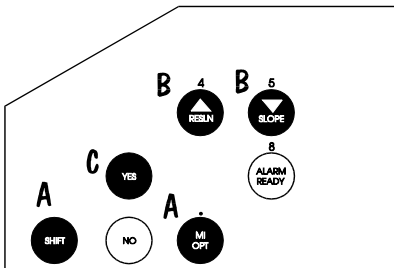 B 4 B 5
RESLN SLOPE
8
C YES ALARM
READY
A A .
SHIFT NO MI
OPT